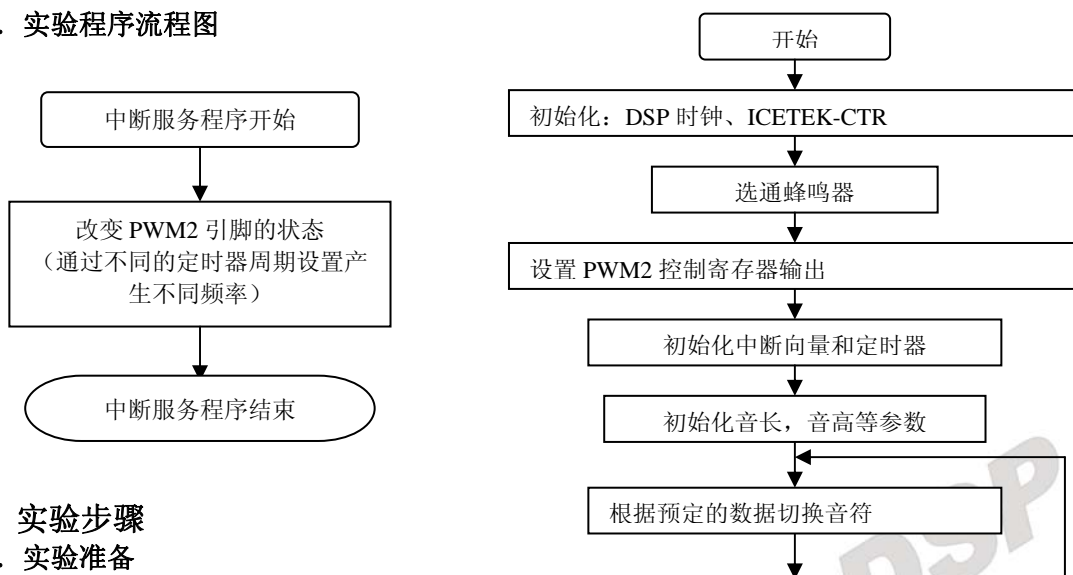 . 实验程序流程图
中断服务程序开始
改变 PWM2 引脚的状态
（通过不同的定时器周期设置产
生不同频率）
中断服务程序结束
实验步骤
. 实验准备
开始
初始化：DSP 时钟、ICETEK-CTR
选通蜂鸣器
设置 PWM2 控制寄存器输出
初始化中断向量和定时器
初始化音长，音高等参数
根据预定的数据切换音符
DSP